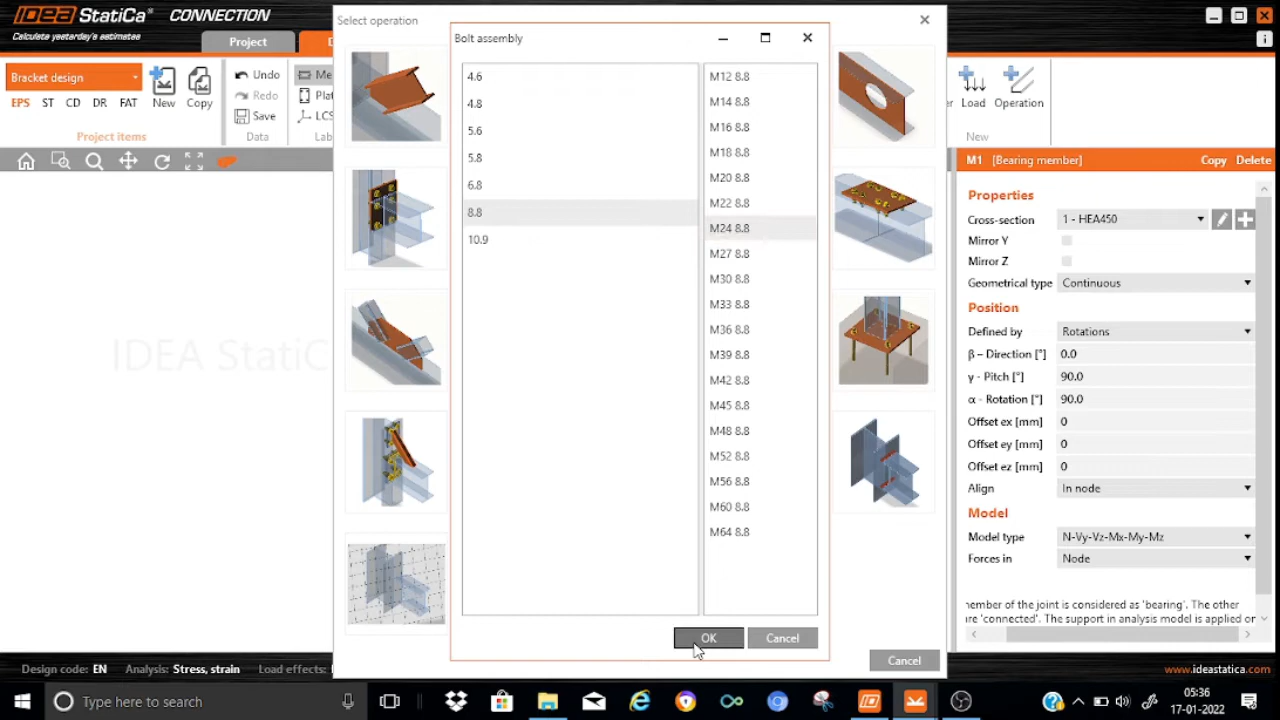 IDEA StatiCa® CONNECTION
Calculate yesterday's estimates
Project
Bracket design
EPS ST CD DR FAT
New
Copy
Undo
Redo
Save
Project items
Data
Select operation
Bolt assembly
4.6
4.8
5.6
5.8
6.8
8.8
10.9
M12 8.8
M14 8.8
M16 8.8
M18 8.8
M20 8.8
M22 8.8
M24 8.8
M27 8.8
M30 8.8
M33 8.8
M36 8.8
M39 8.8
M42 8.8
M45 8.8
M48 8.8
M52 8.8
M56 8.8
M60 8.8
M64 8.8
OK
Cancel
Cancel
Load
Operation
New
M1 [Bearing member] Copy Delete
Properties
Cross-section 1 - HEA450
Mirror Y
Mirror Z
Geometrical type Continuous
Position
Defined by Rotations
β – Direction [°] 0.0
γ - Pitch [°] 90.0
α - Rotation [°] 90.0
Offset ex [mm] 0
Offset ey [mm] 0
Offset ez [mm] 0
Align In node
Model
Model type N-Vy-Vz-Mx-My-Mz
Forces in Node
member of the joint is considered as 'bearing'. The other
are 'connected'. The support in analysis model is applied on
IDEA StatiC
Design code: EN Analysis: Stress, strain Load effects:
www.ideastatica.com
Type here to search
05:36
17-01-2022